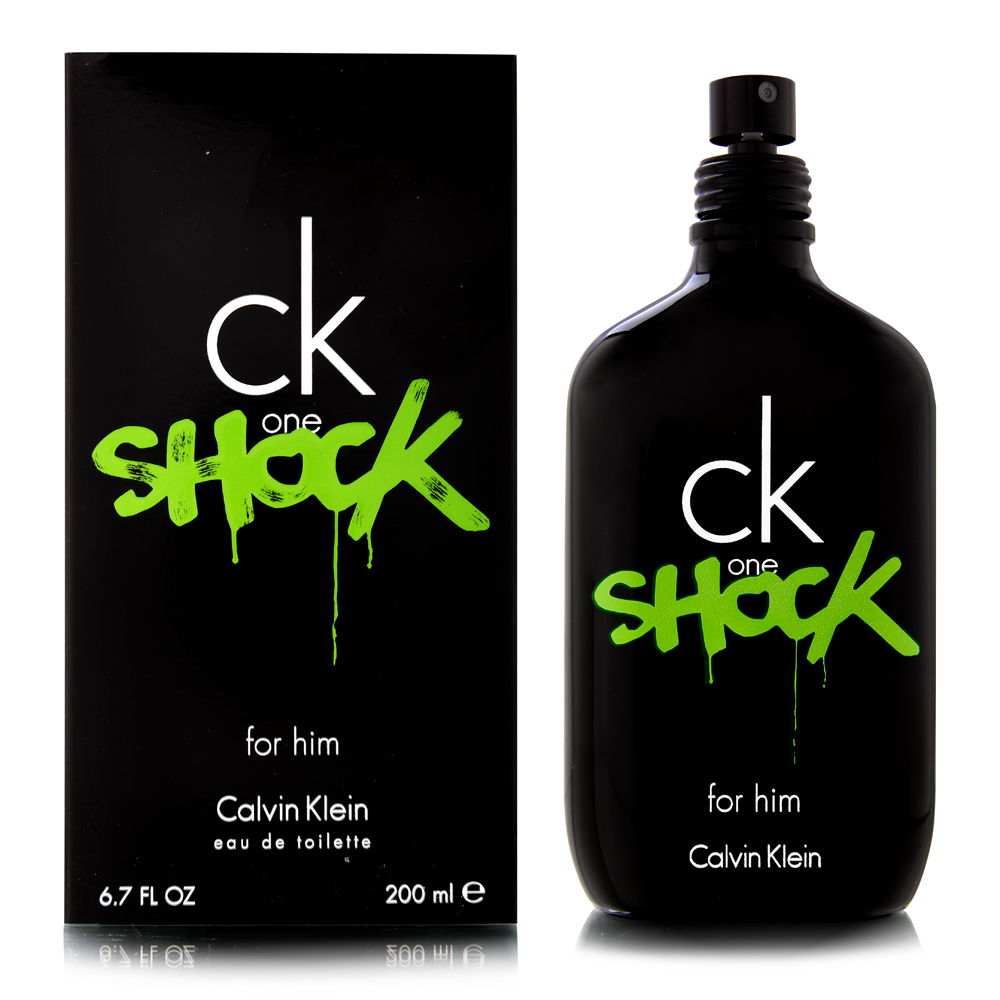 ck
one
SHOCK
for him
Calvin Klein
eau de toilette
6.7 FL OZ 200 ml ℮
ck
one
SHOCK
for him
Calvin Klein